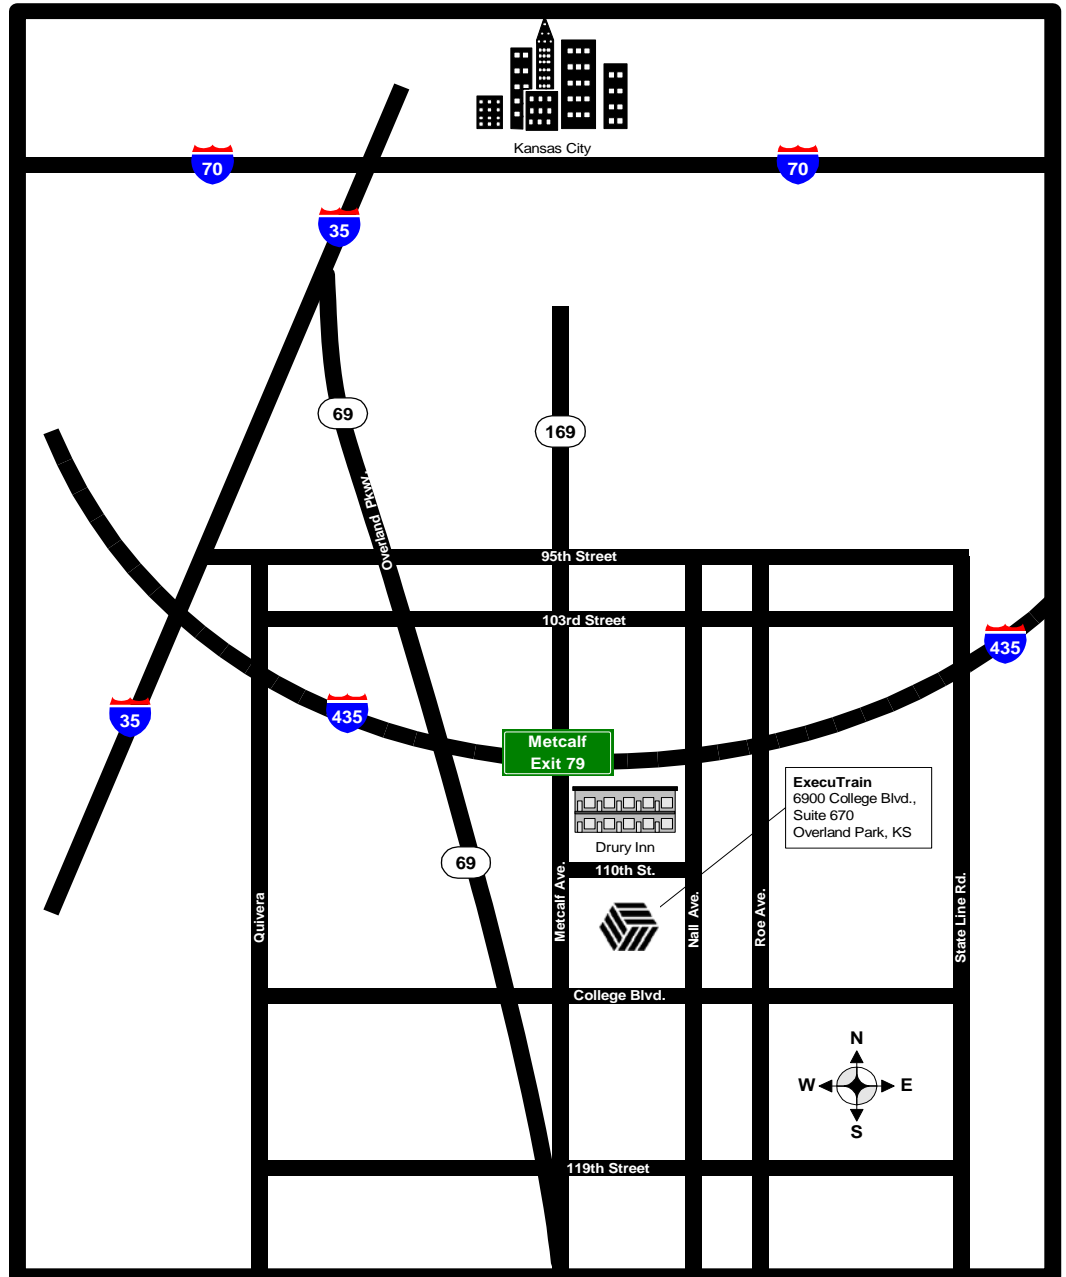 Kansas City
70
70
35
69
169
Overland Pkwy.
95th Street
103rd Street
435
35
435
Metcalf
Exit 79
ExecuTrain
6900 College Blvd.,
Suite 670
Overland Park, KS
Drury Inn
69
110th St.
Quivera
Metcalf Ave.
Nall Ave.
Roe Ave.
State Line Rd.
College Blvd.
N
W
E
S
119th Street